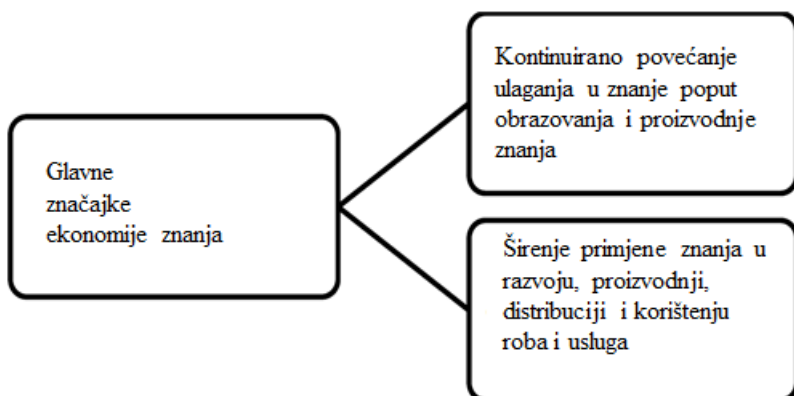 Glavne
značajke
ekonomije znanja
Kontinuirano povećanje
ulaganja u znanje poput
obrazovanja i proizvodnje
znanja
Širenje primjene znanja u
razvoju, proizvodnji,
distribuciji i korištenju
roba i usluga